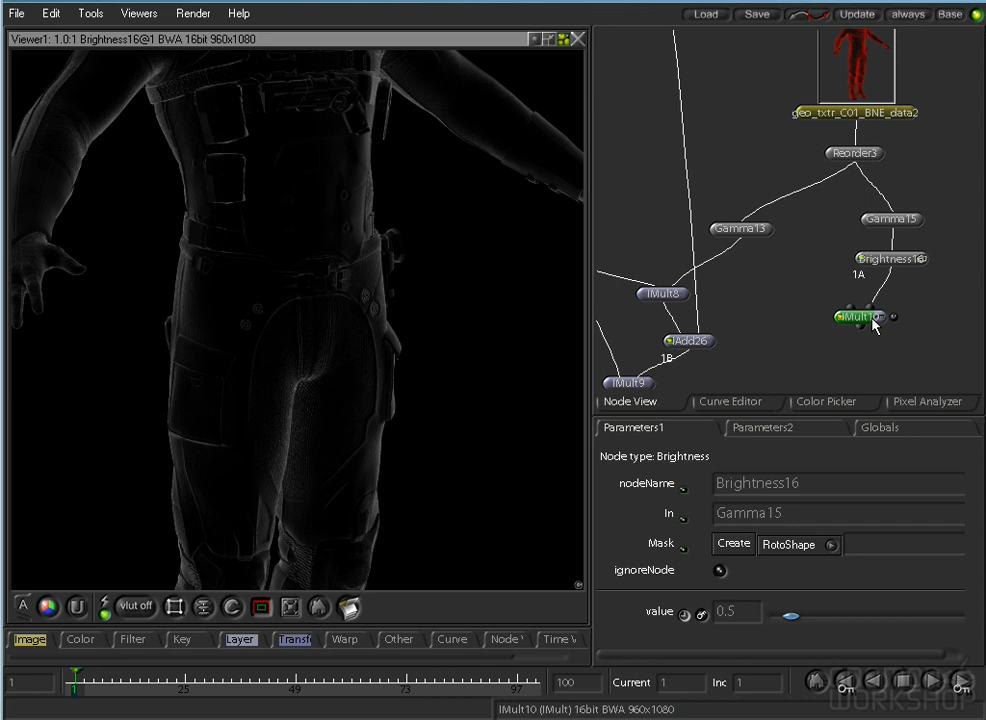 File Edit Tools Viewers Render Help
Load Save Update always Base
Viewer1: 1.0:1 Brightness16@1 BWA 16bit 960x1080
geo_txtr_C01_BNE_data2
Reorder3
Gamma15
Gamma13
Brightness16
1A
IMult8
IMult10
IAdd26
1B
IMult9
Node View Curve Editor Color Picker Pixel Analyzer
Parameters1 Parameters2 Globals
Node type: Brightness
nodeName Brightness16
In Gamma15
Mask Create RotoShape
ignoreNode
value 0.5
A U vlut off
Image Color Filter Key Layer Transf Warp Other Curve Node Time V
1 1 25 49 73 97 100 Current 1 Inc 1
IMult10 (IMult) 16bit BWA 960x1080
WORKSHOP